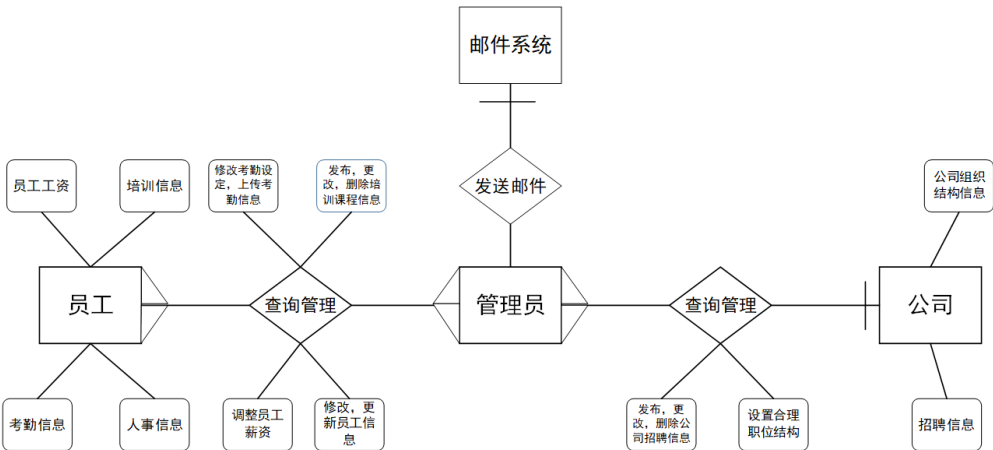 邮件系统
员工工资
培训信息
修改考勤设
定，上传考
勤信息
发布，更
改，删除培
训课程信息
发送邮件
公司组织
结构信息
员工
查询管理
管理员
查询管理
公司
考勤信息
人事信息
调整员工
薪资
修改，更
新员工信
息
发布，更
改，删除公
司招聘信息
设置合理
职位结构
招聘信息